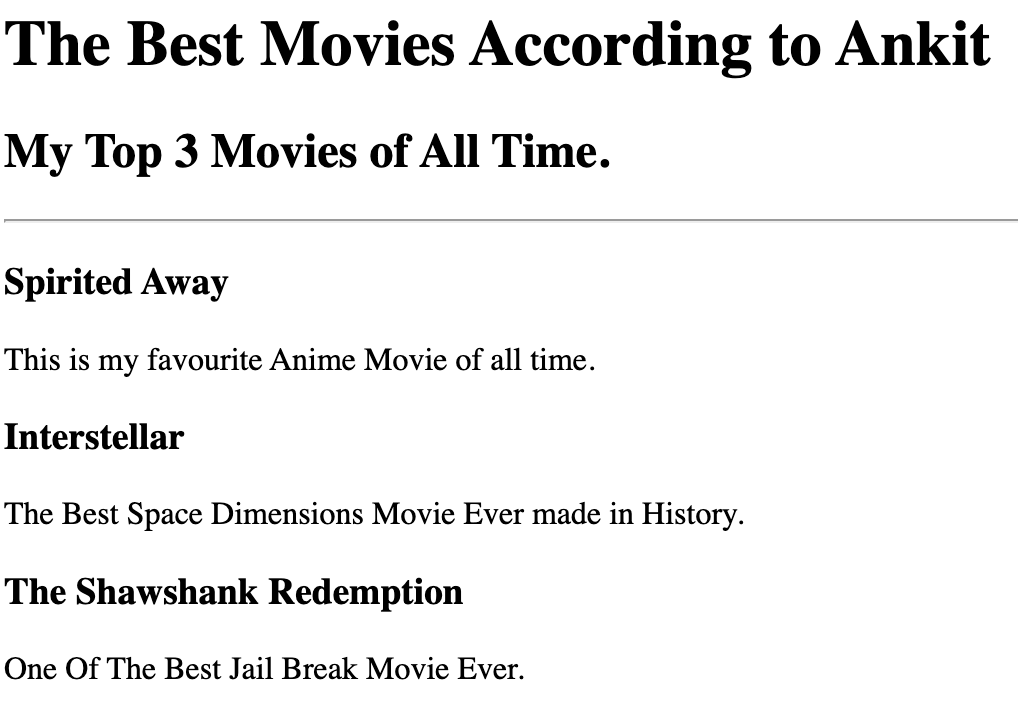 The Best Movies According to Ankit
My Top 3 Movies of All Time.
Spirited Away
This is my favourite Anime Movie of all time.
Interstellar
The Best Space Dimensions Movie Ever made in History.
The Shawshank Redemption
One Of The Best Jail Break Movie Ever.